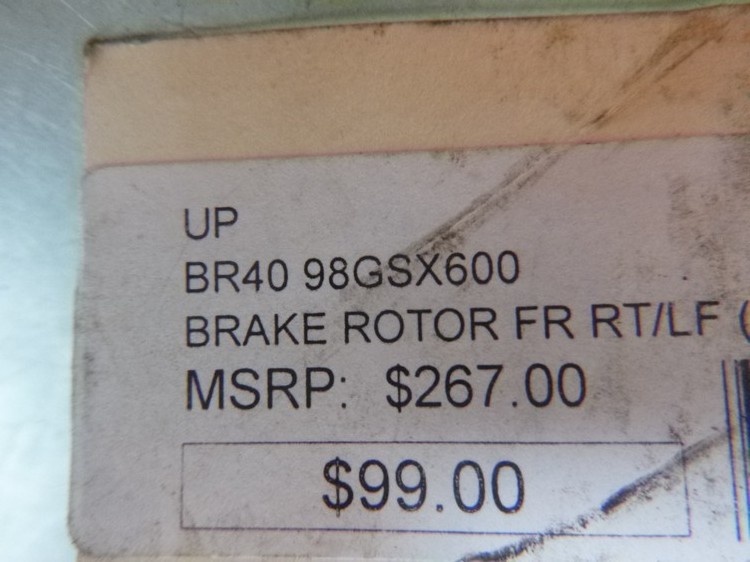 UP
BR40 98GSX600
BRAKE ROTOR FR RT/LF (
MSRP: $267.00
$99.00